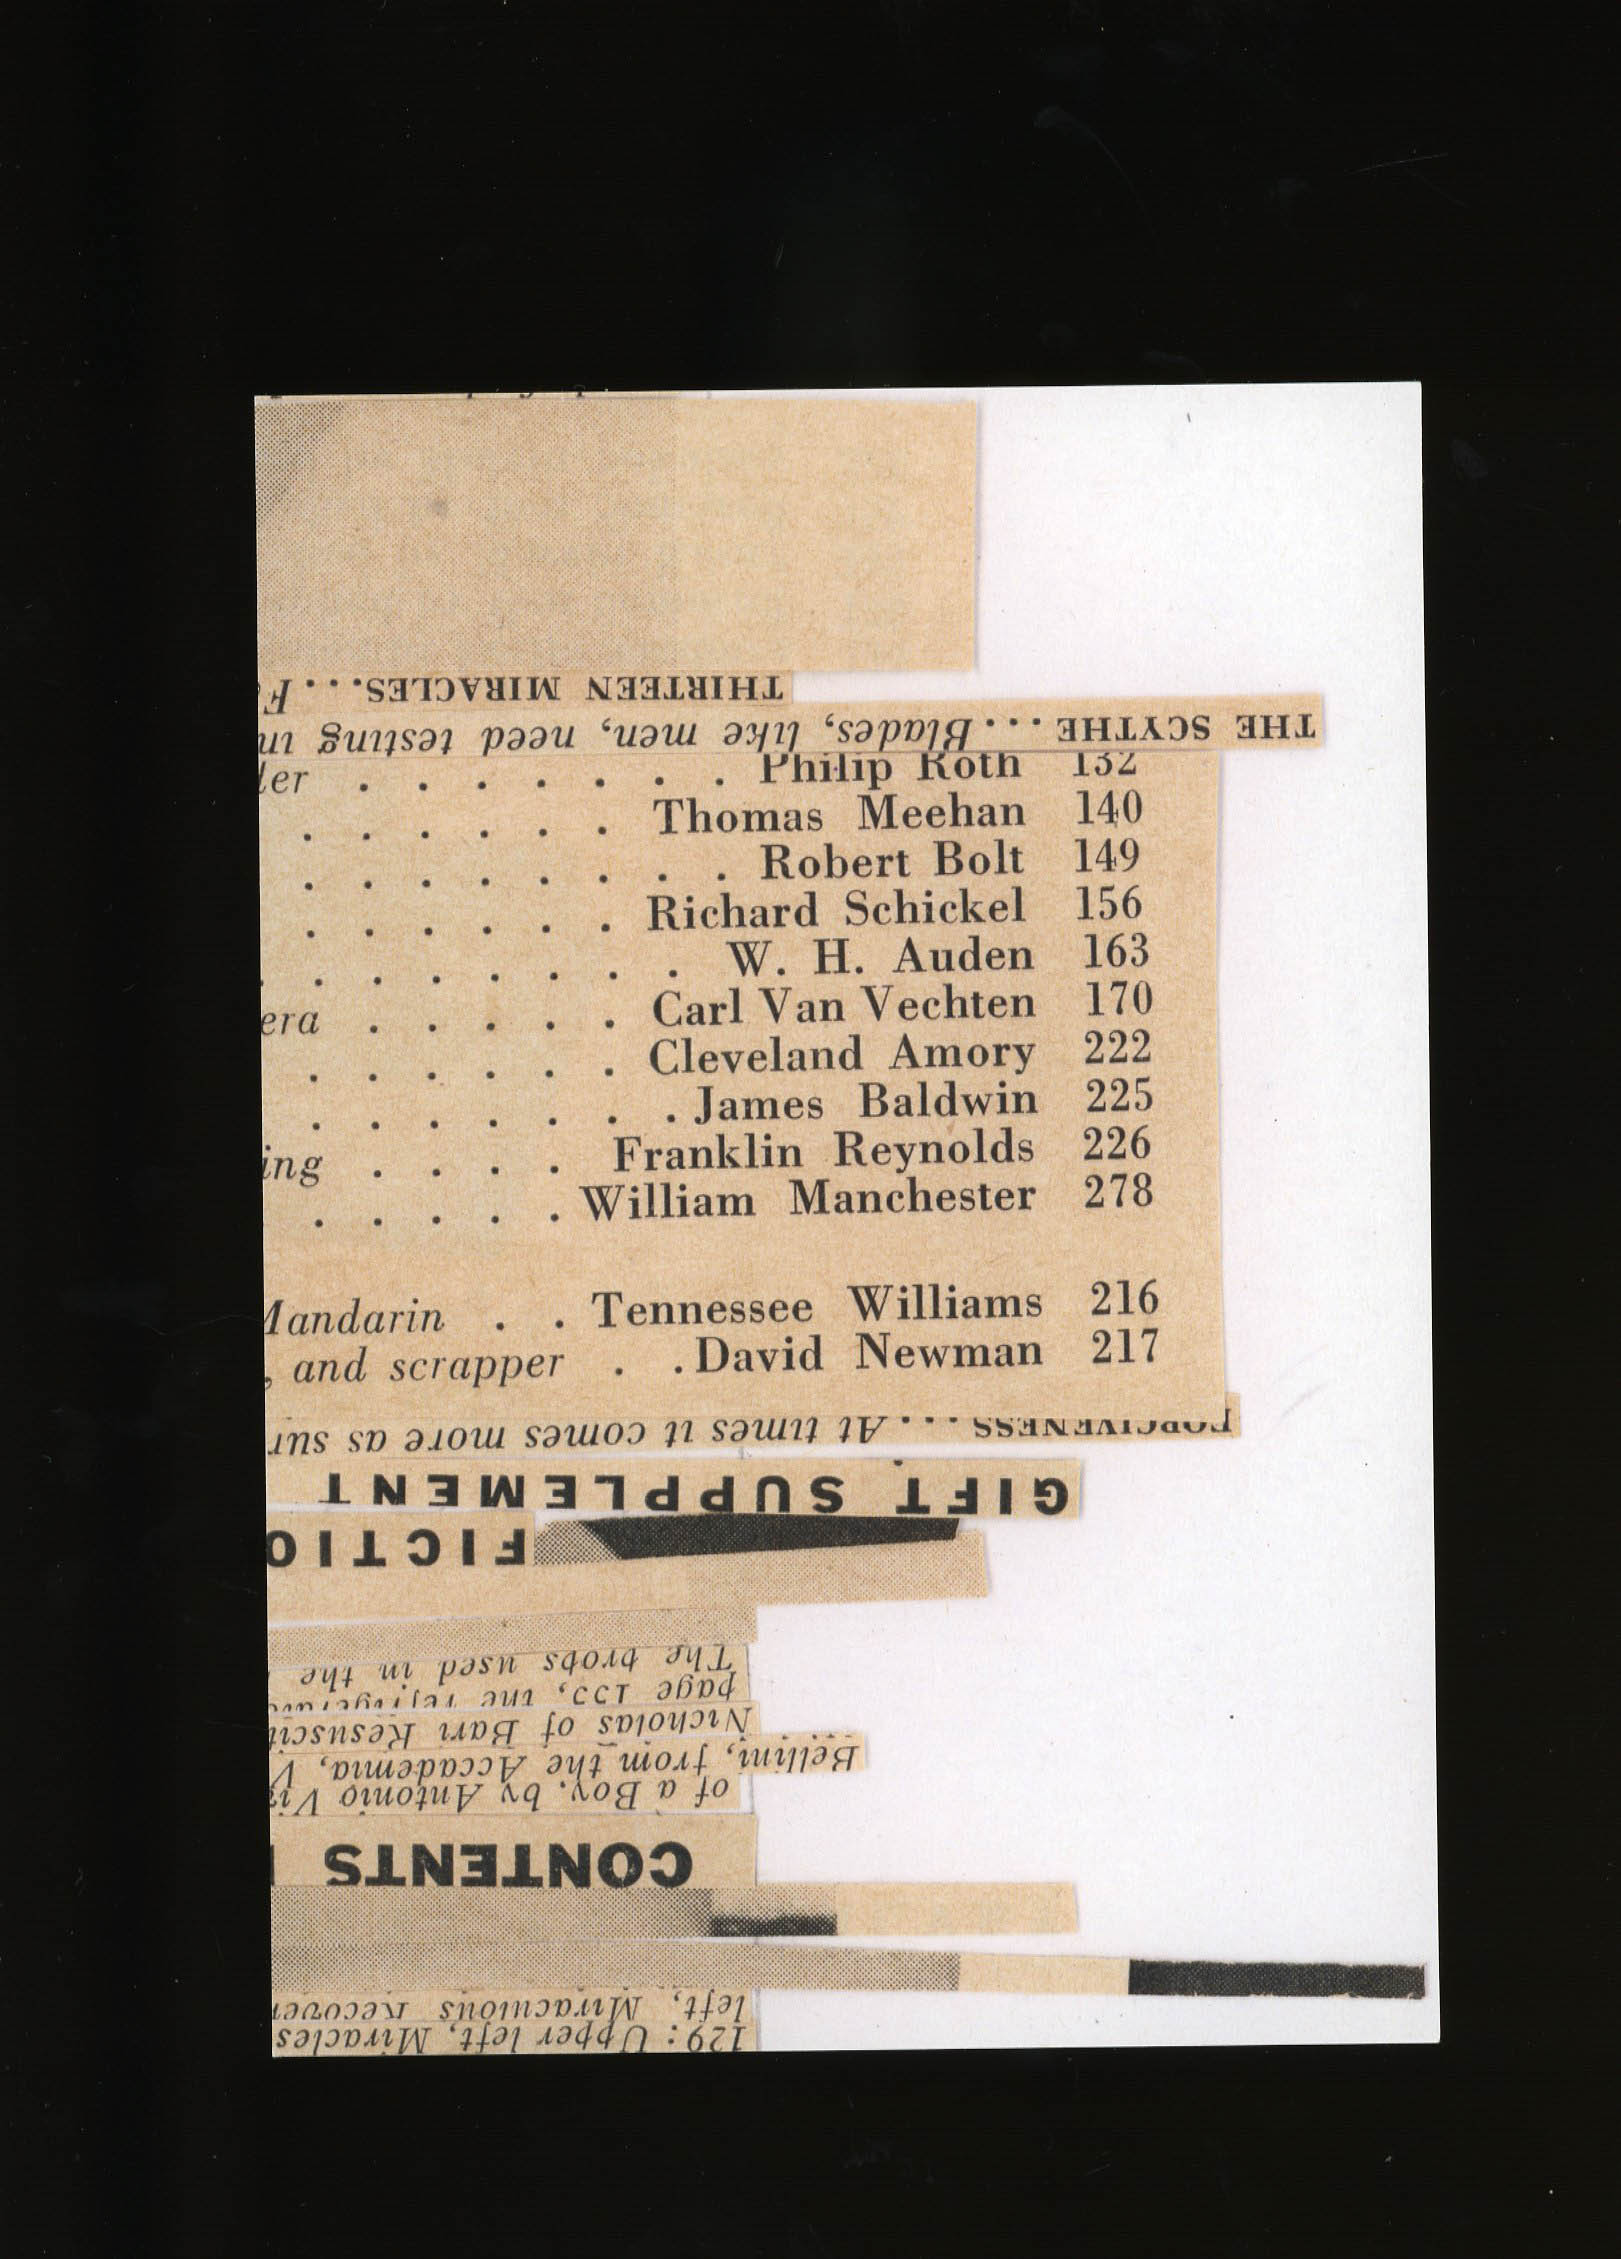 THIRTEEN MIRACLES. . .
THE SCYTHE . . . Blades, like men, need testing in
ler . . . . . . . Philip Roth 132
. . . . . . Thomas Meehan 140
. . . . . . . . Robert Bolt 149
. . . . . . Richard Schickel 156
. . . . . . . . W. H. Auden 163
era . . . . . Carl Van Vechten 170
. . . . . . Cleveland Amory 222
. . . . . . . James Baldwin 225
ing . . . . Franklin Reynolds 226
. . . . . William Manchester 278
Mandarin . . Tennessee Williams 216
, and scrapper . . David Newman 217
FORGIVENESS . . . At times it comes more as sur
GIFT SUPPLEMENT
FICTIO
The props used in the
page 155, the
Nicholas of Bari Resuscit
Bellini, from the Accademia, V
of a Boy, by Antonio
CONTENTS
left, Miraculous Recover
129: Upper left, Miracles